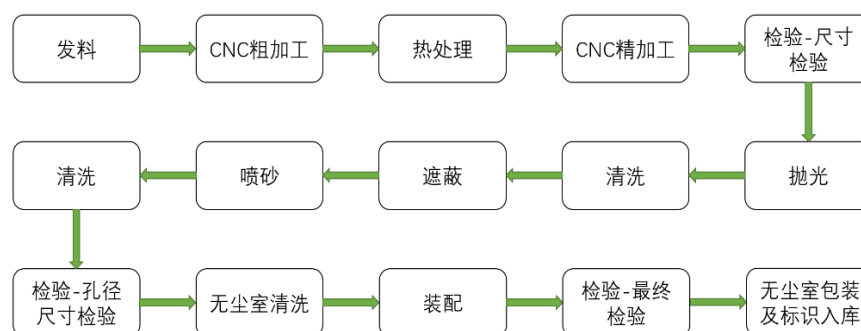 发料
CNC粗加工
热处理
CNC精加工
检验-尺寸
检验
抛光
清洗
遮蔽
喷砂
清洗
检验-孔径
尺寸检验
无尘室清洗
装配
检验-最终
检验
无尘室包装
及标识入库